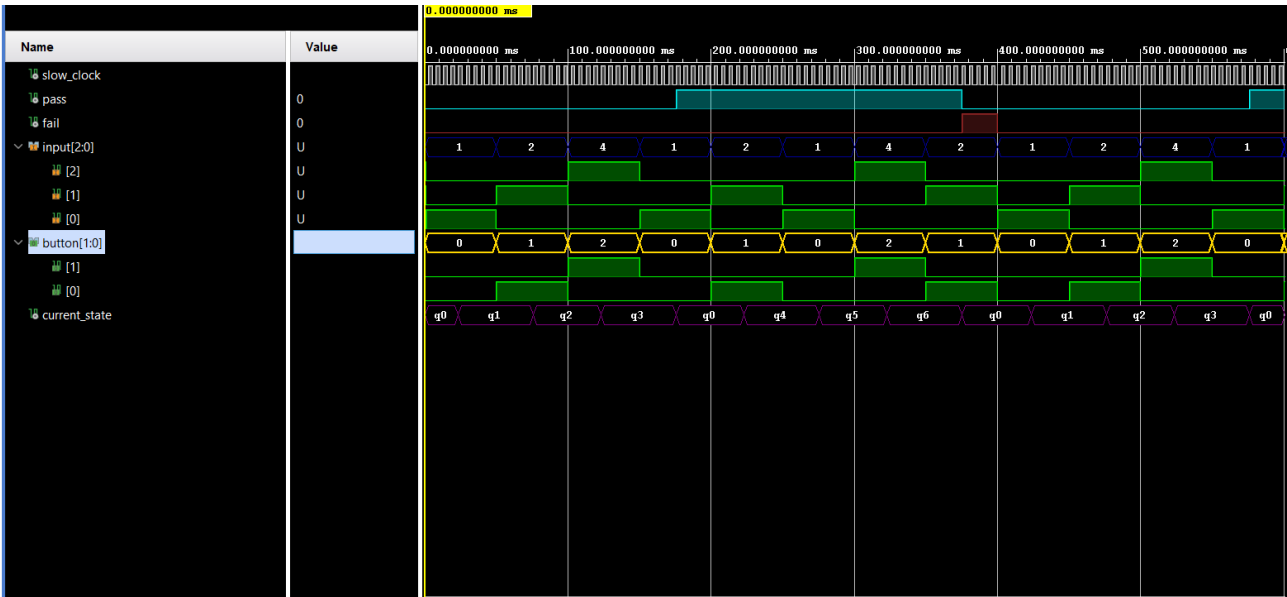 0.000000000 ms
Name Value
0.000000000 ms 100.000000000 ms 200.000000000 ms 300.000000000 ms 400.000000000 ms 500.000000000 ms
slow_clock
pass 0
fail 0
input[2:0] U 1 2 4 1 2 1 4 2 1 2 4 1
[2] U
[1] U
[0] U
button[1:0] 0 1 2 0 1 0 2 1 0 1 2 0
[1]
[0]
current_state q0 q1 q2 q3 q0 q4 q5 q6 q0 q1 q2 q3 q0